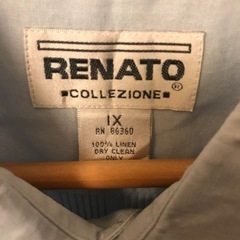 RENATO
COLLEZIONE®
1X
RN 86360
100% LINEN
DRY CLEAN
ONLY